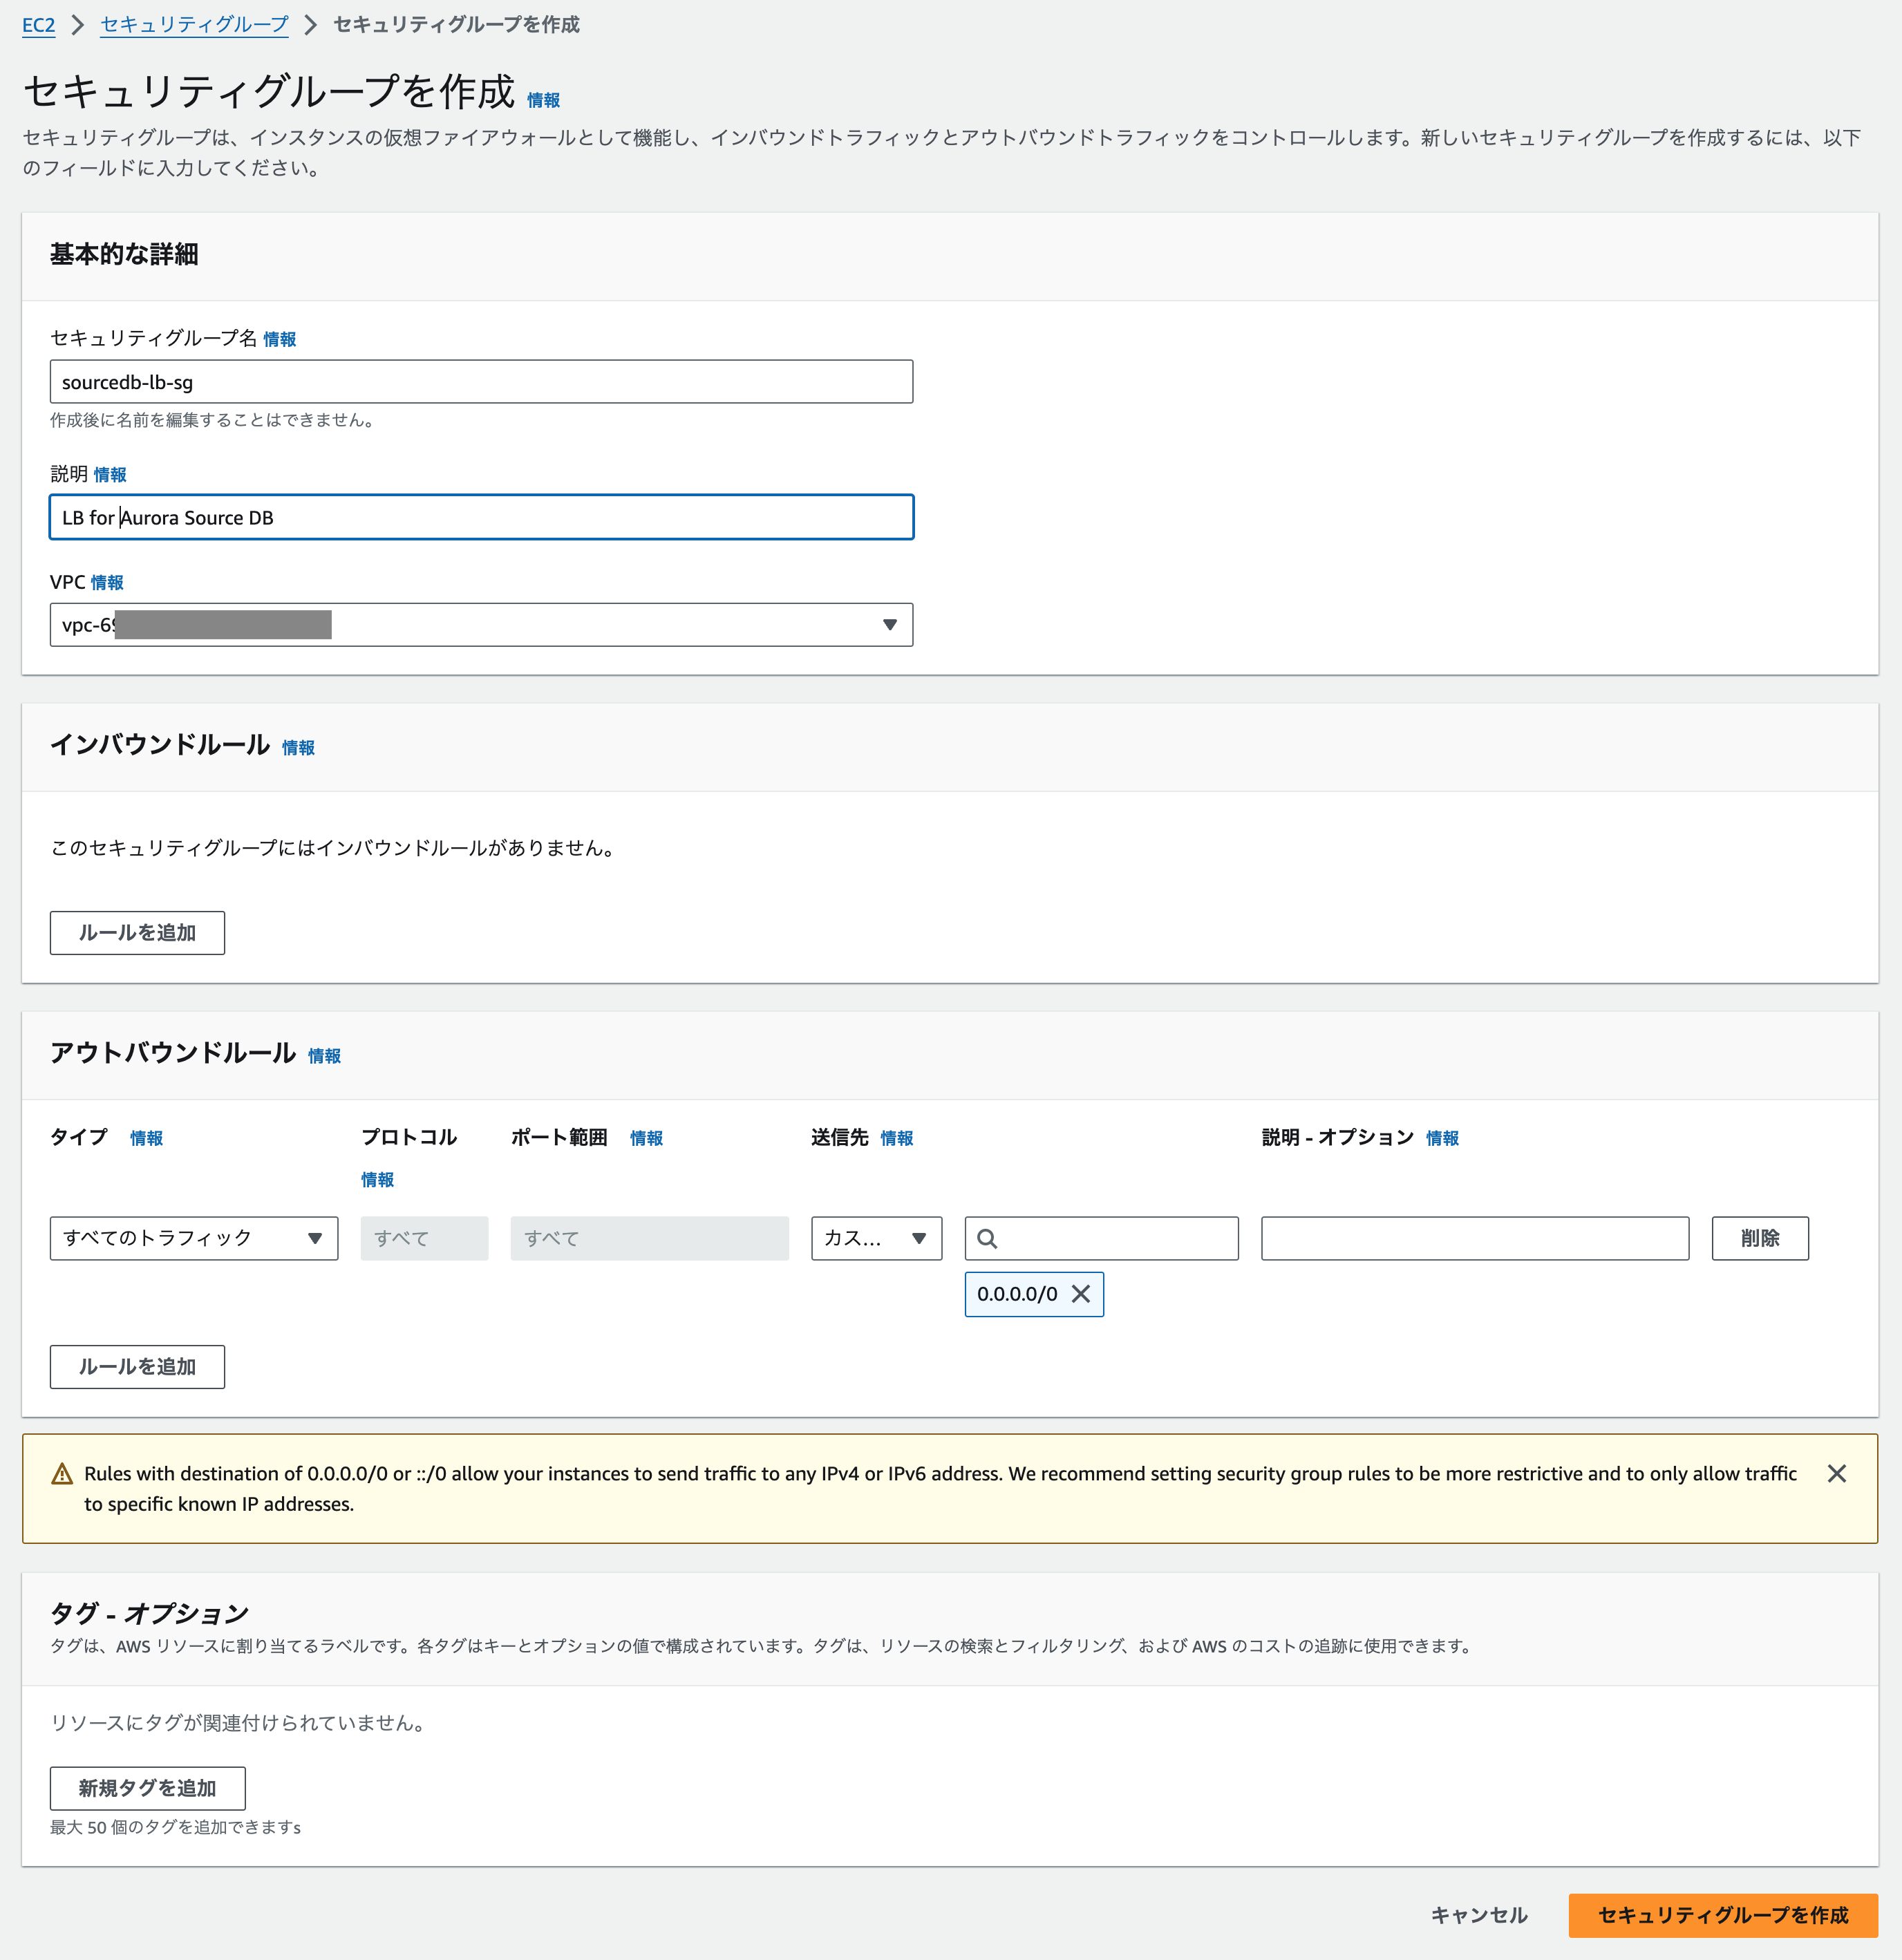 EC2 > セキュリティグループ > セキュリティグループを作成
セキュリティグループを作成 情報
セキュリティグループは、インスタンスの仮想ファイアウォールとして機能し、インバウンドトラフィックとアウトバウンドトラフィックをコントロールします。新しいセキュリティグループを作成するには、以下
のフィールドに入力してください。
基本的な詳細
セキュリティグループ名 情報
sourcedb-lb-sg
作成後に名前を編集することはできません。
説明 情報
LB for Aurora Source DB
VPC 情報
vpc-69
インバウンドルール 情報
このセキュリティグループにはインバウンドルールがありません。
ルールを追加
アウトバウンドルール 情報
タイプ 情報 プロトコル ポート範囲 情報 送信先 情報 説明 - オプション 情報
情報
すべてのトラフィック すべて すべて カス... 削除
0.0.0.0/0
ルールを追加
Rules with destination of 0.0.0.0/0 or ::/0 allow your instances to send traffic to any IPv4 or IPv6 address. We recommend setting security group rules to be more restrictive and to only allow traffic
to specific known IP addresses.
タグ - オプション
タグは、AWS リソースに割り当てるラベルです。各タグはキーとオプションの値で構成されています。タグは、リソースの検索とフィルタリング、および AWS のコストの追跡に使用できます。
リソースにタグが関連付けられていません。
新規タグを追加
最大 50 個のタグを追加できますs
キャンセル セキュリティグループを作成